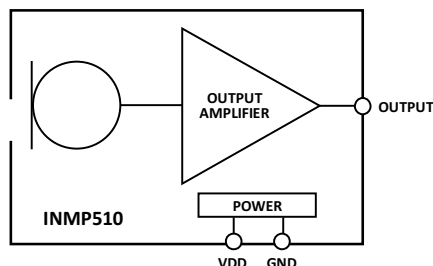 OUTPUT
AMPLIFIER
OUTPUT
POWER
INMP510
VDD GND